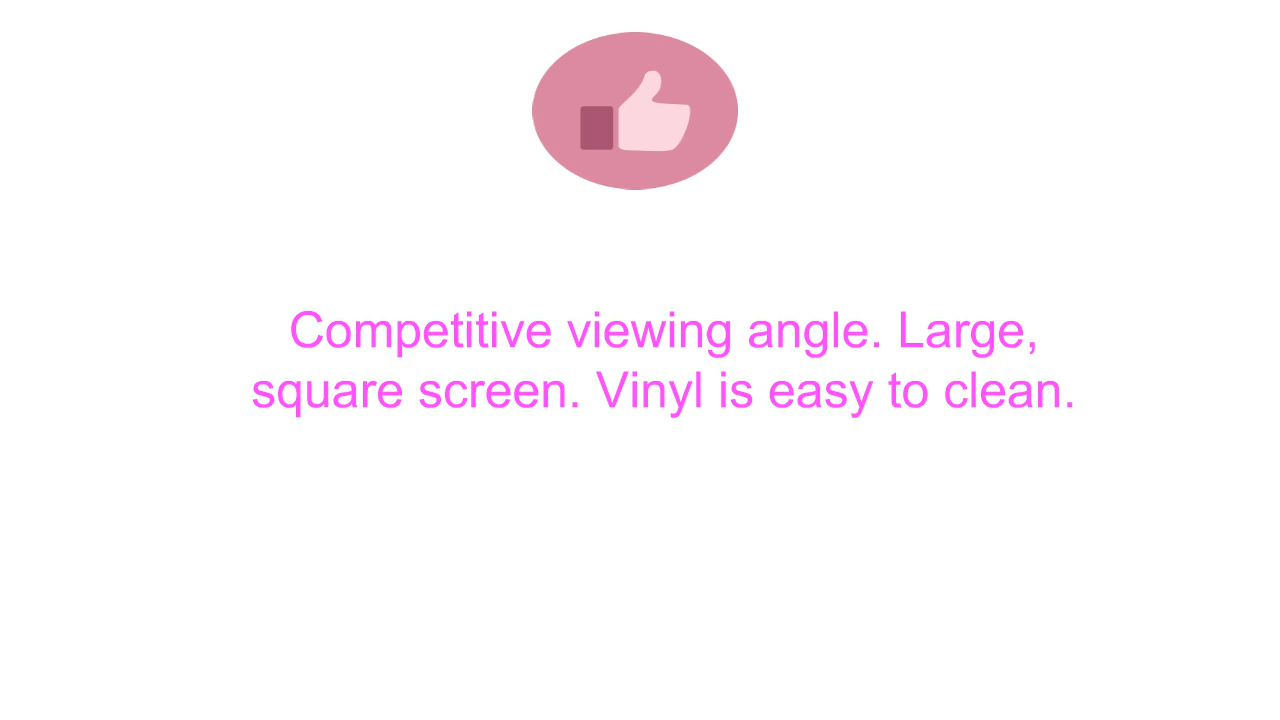 Competitive viewing angle. Large,
square screen. Vinyl is easy to clean.